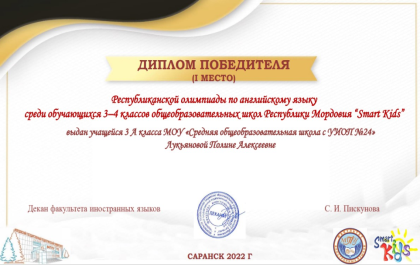 ДИПЛОМ ПОБЕДИТЕЛЯ
(I МЕСТО)
Республиканской олимпиады по английскому языку
среди обучающихся 3–4 классов общеобразовательных школ Республики Мордовия “Smart Kids”
выдан учащейся 3 А класса МОУ «Средняя общеобразовательная школа с УИОП №24»
Лукьяновой Полине Алексеевне
Декан факультета иностранных языков
С. И. Пискунова
Smart
Kids
САРАНСК 2022 Г